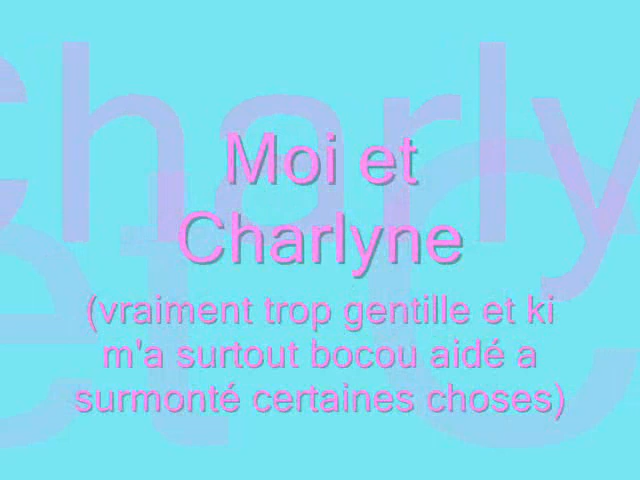 Moi et
Charlyne
(vraiment trop gentille et ki
m'a surtout bocou aidé a
surmonté certaines choses)